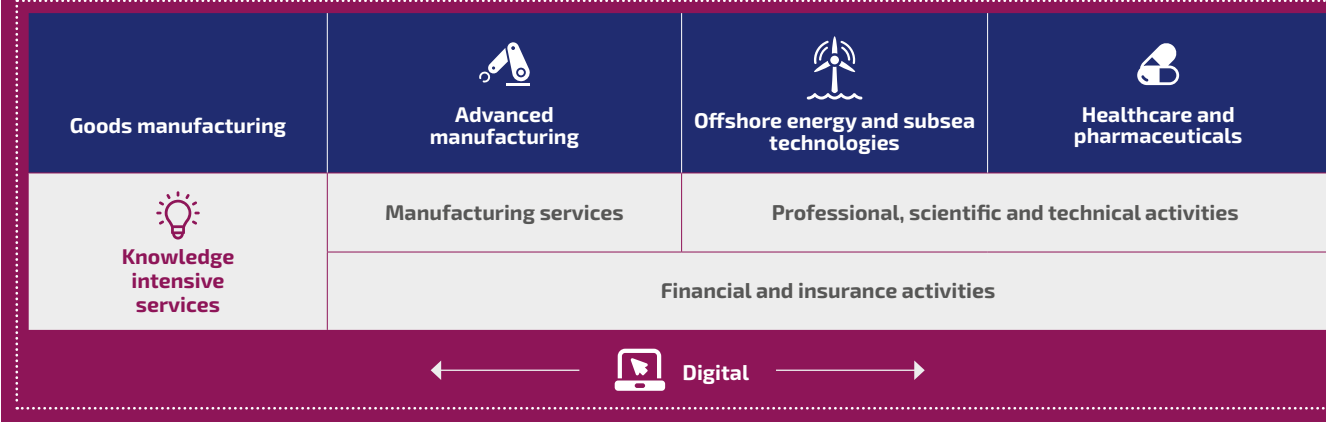 Goods manufacturing
Advanced
manufacturing
Offshore energy and subsea
technologies
Healthcare and
pharmaceuticals
Knowledge
intensive
services
Manufacturing services
Professional, scientific and technical activities
Financial and insurance activities
Digital